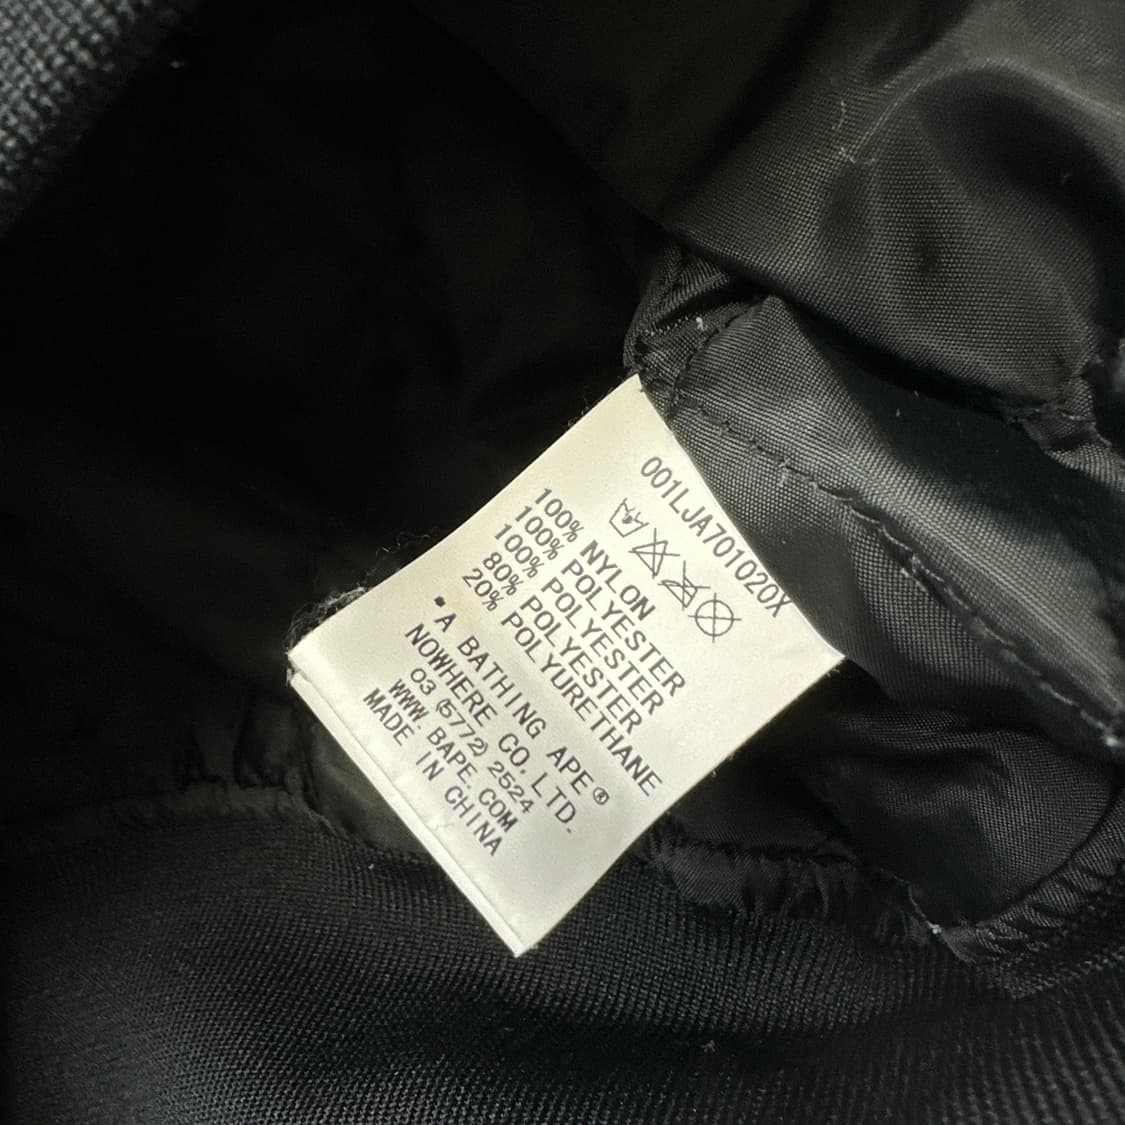 001LJA701020X
100% NYLON
100% POLYESTER
100% POLYESTER
80% POLYESTER
20% POLYURETHANE
A BATHING APE®
NOWHERE CO. LTD.
03 (5772) 2524
WWW.BAPE.COM
MADE IN CHINA